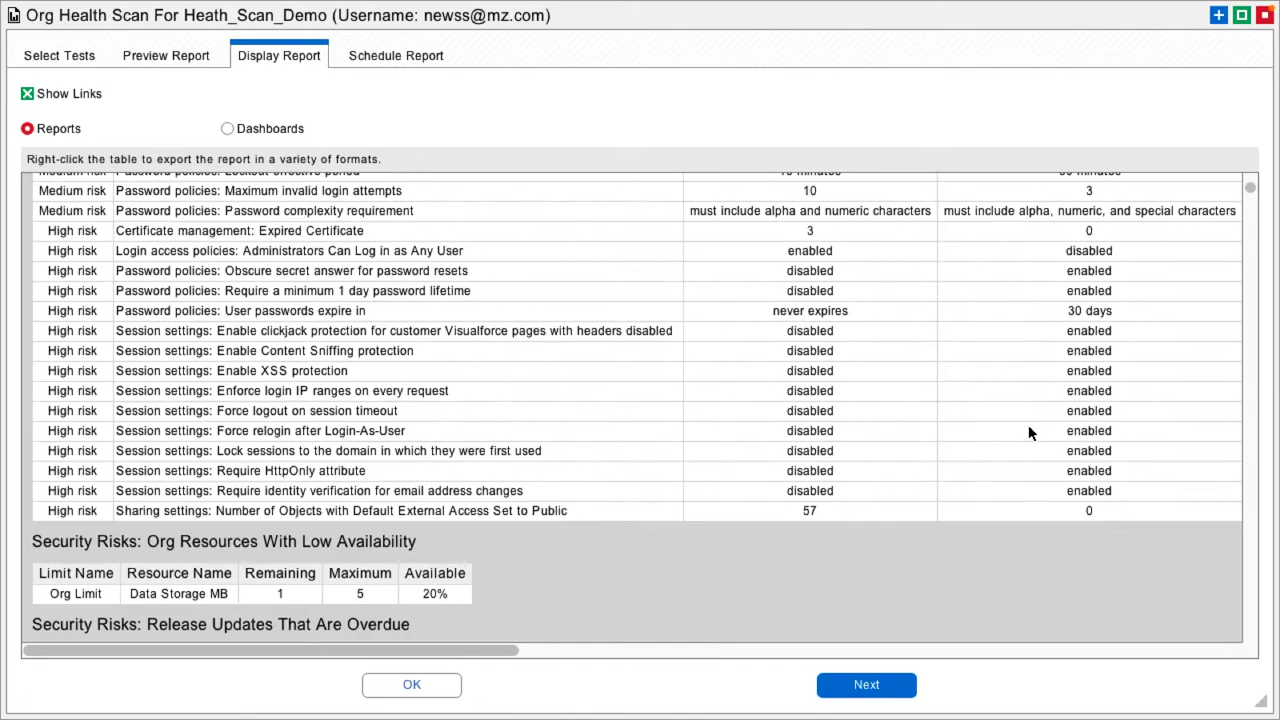 Org Health Scan For Heath_Scan_Demo (Username: newss@mz.com)
Select Tests Preview Report Display Report Schedule Report
Show Links
Reports Dashboards
Right-click the table to export the report in a variety of formats.
Medium risk Password policies: Lockout effective period minutes minutes
Medium risk Password policies: Maximum invalid login attempts 10 3
Medium risk Password policies: Password complexity requirement must include alpha and numeric characters must include alpha, numeric, and special characters
High risk Certificate management: Expired Certificate 3 0
High risk Login access policies: Administrators Can Log in as Any User enabled disabled
High risk Password policies: Obscure secret answer for password resets disabled enabled
High risk Password policies: Require a minimum 1 day password lifetime disabled enabled
High risk Password policies: User passwords expire in never expires 30 days
High risk Session settings: Enable clickjack protection for customer Visualforce pages with headers disabled disabled enabled
High risk Session settings: Enable Content Sniffing protection disabled enabled
High risk Session settings: Enable XSS protection disabled enabled
High risk Session settings: Enforce login IP ranges on every request disabled enabled
High risk Session settings: Force logout on session timeout disabled enabled
High risk Session settings: Force relogin after Login-As-User disabled enabled
High risk Session settings: Lock sessions to the domain in which they were first used disabled enabled
High risk Session settings: Require HttpOnly attribute disabled enabled
High risk Session settings: Require identity verification for email address changes disabled enabled
High risk Sharing settings: Number of Objects with Default External Access Set to Public 57 0
Security Risks: Org Resources With Low Availability
Limit Name Resource Name Remaining Maximum Available
Org Limit Data Storage MB 1 5 20%
Security Risks: Release Updates That Are Overdue
OK Next